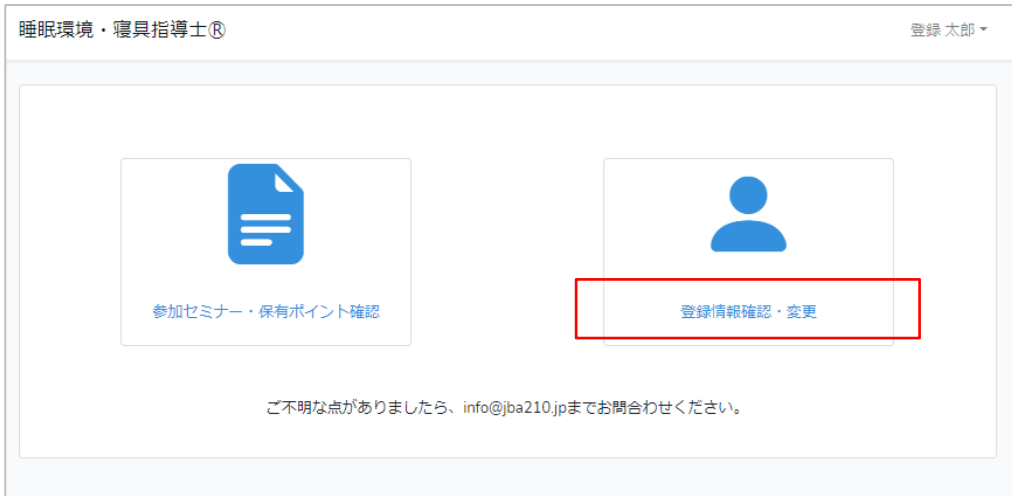 睡眠環境・寝具指導士®
登録 太郎
参加セミナー・保有ポイント確認
登録情報確認・変更
ご不明な点がありましたら、info@jba210.jpまでお問合わせください。